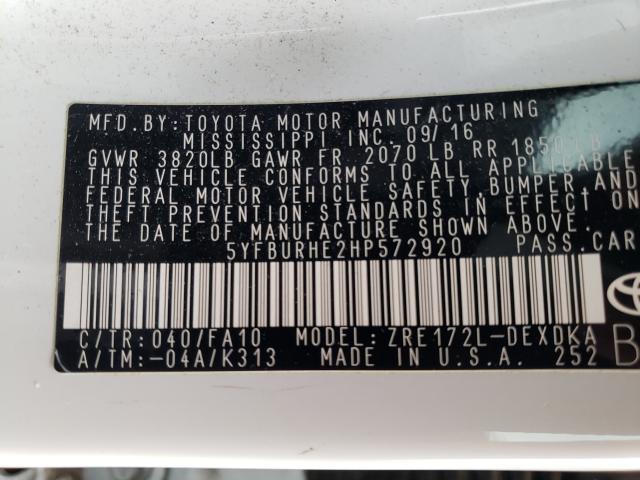 MFD.BY:TOYOTA MOTOR MANUFACTURING
MISSISSIPPI INC. 09/16
GVWR 3820LB GAWR FR 2070 LB RR 1850 LB
THIS VEHICLE CONFORMS TO ALL APPLICABLE
FEDERAL MOTOR VEHICLE SAFETY, BUMPER, AND
THEFT PREVENTION STANDARDS IN EFFECT ON
THE DATE OF MANUFACTURE SHOWN ABOVE.
5YFBURHE2HP572920 PASS.CAR
C/TR:040/FA10 MODEL:ZRE172L-DEXDKA
A/TM:-04A/K313 MADE IN U.S.A. 252
B